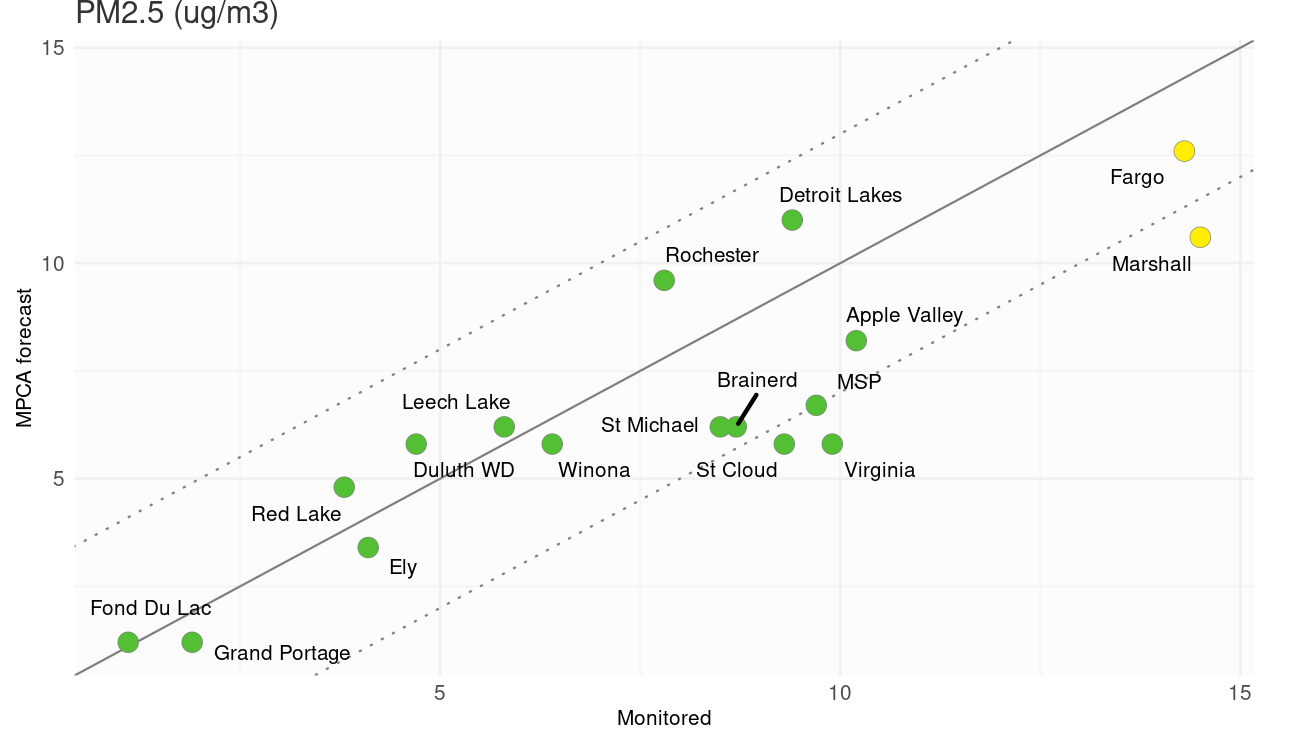 PM2.5 (ug/m3)
15
Fargo
Detroit Lakes
Rochester
10
Marshall
Apple Valley
Brainerd
MSP
MPCA forecast
Leech Lake
St Michael
Duluth WD
Winona
St Cloud
Virginia
5
Red Lake
Ely
Fond Du Lac
Grand Portage
5
10
15
Monitored